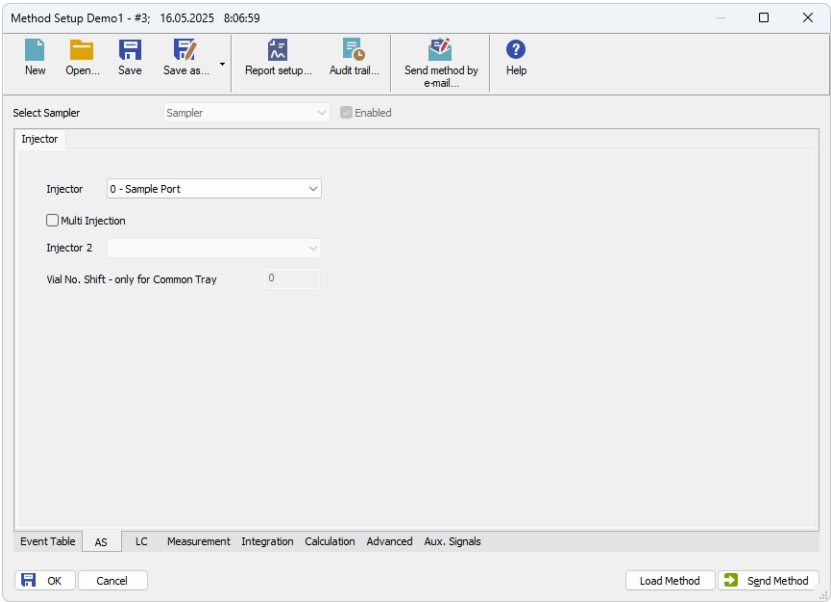 Method Setup Demo1 - #3; 16.05.2025 8:06:59
New Open... Save Save as... Report setup... Audit trail... Send method by e-mail... Help
Select Sampler Sampler Enabled
Injector
Injector 0 - Sample Port
Multi Injection
Injector 2
Vial No. Shift - only for Common Tray 0
Event Table AS LC Measurement Integration Calculation Advanced Aux. Signals
OK Cancel Load Method Send Method